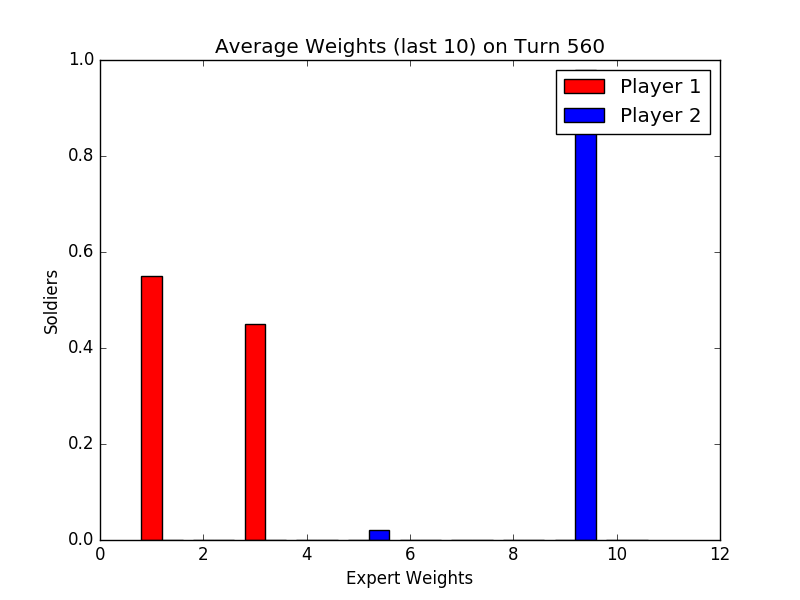 Average Weights (last 10) on Turn 560
1.0
Player 1
Player 2
0.8
0.6
Soldiers
0.4
0.2
0.0
0 2 4 6 8 10 12
Expert Weights